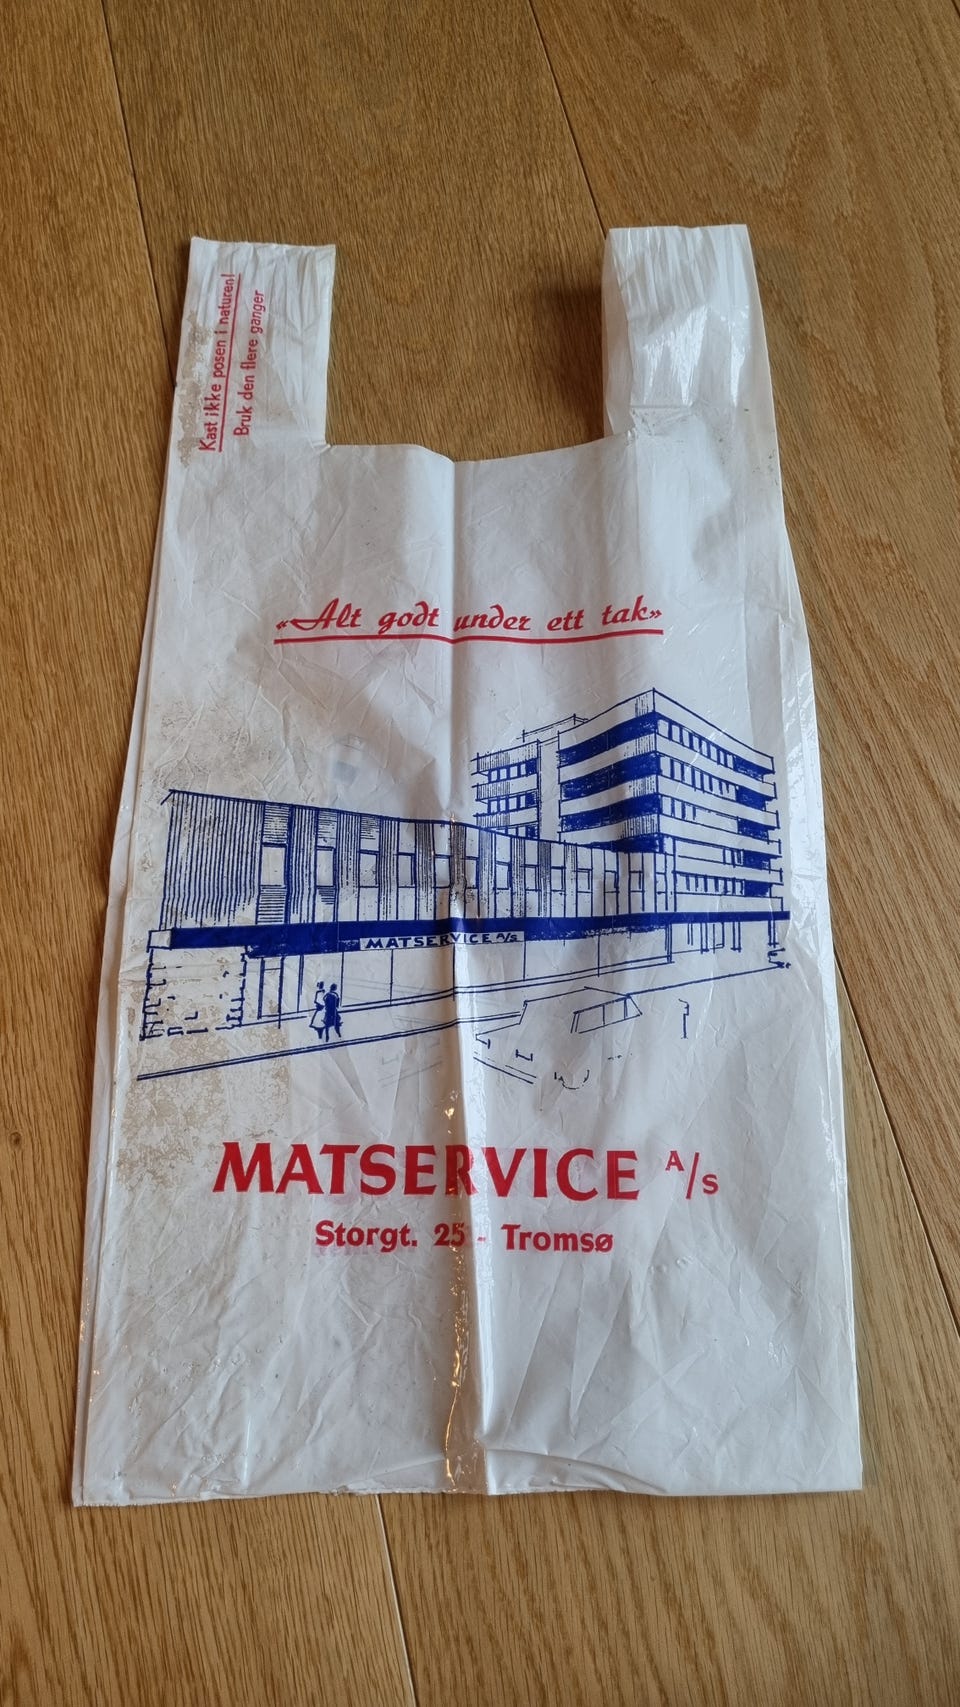 Kast ikke posen i naturen!
Bruk den flere ganger
«Alt godt under ett tak»
MATSERVICE A/S
MATSERVICE A/S
Storgt. 25 - Tromsø